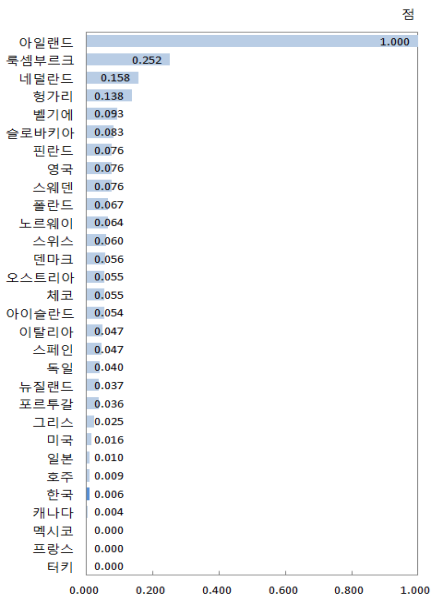 점
아일랜드 1.000
룩셈부르크 0.252
네덜란드 0.158
헝가리 0.138
벨기에 0.093
슬로바키아 0.083
핀란드 0.076
영국 0.076
스웨덴 0.076
폴란드 0.067
노르웨이 0.064
스위스 0.060
덴마크 0.056
오스트리아 0.055
체코 0.055
아이슬란드 0.054
이탈리아 0.047
스페인 0.047
독일 0.040
뉴질랜드 0.037
포르투갈 0.036
그리스 0.025
미국 0.016
일본 0.010
호주 0.009
한국 0.006
캐나다 0.004
멕시코 0.000
프랑스 0.000
터키 0.000
0.000 0.200 0.400 0.600 0.800 1.000